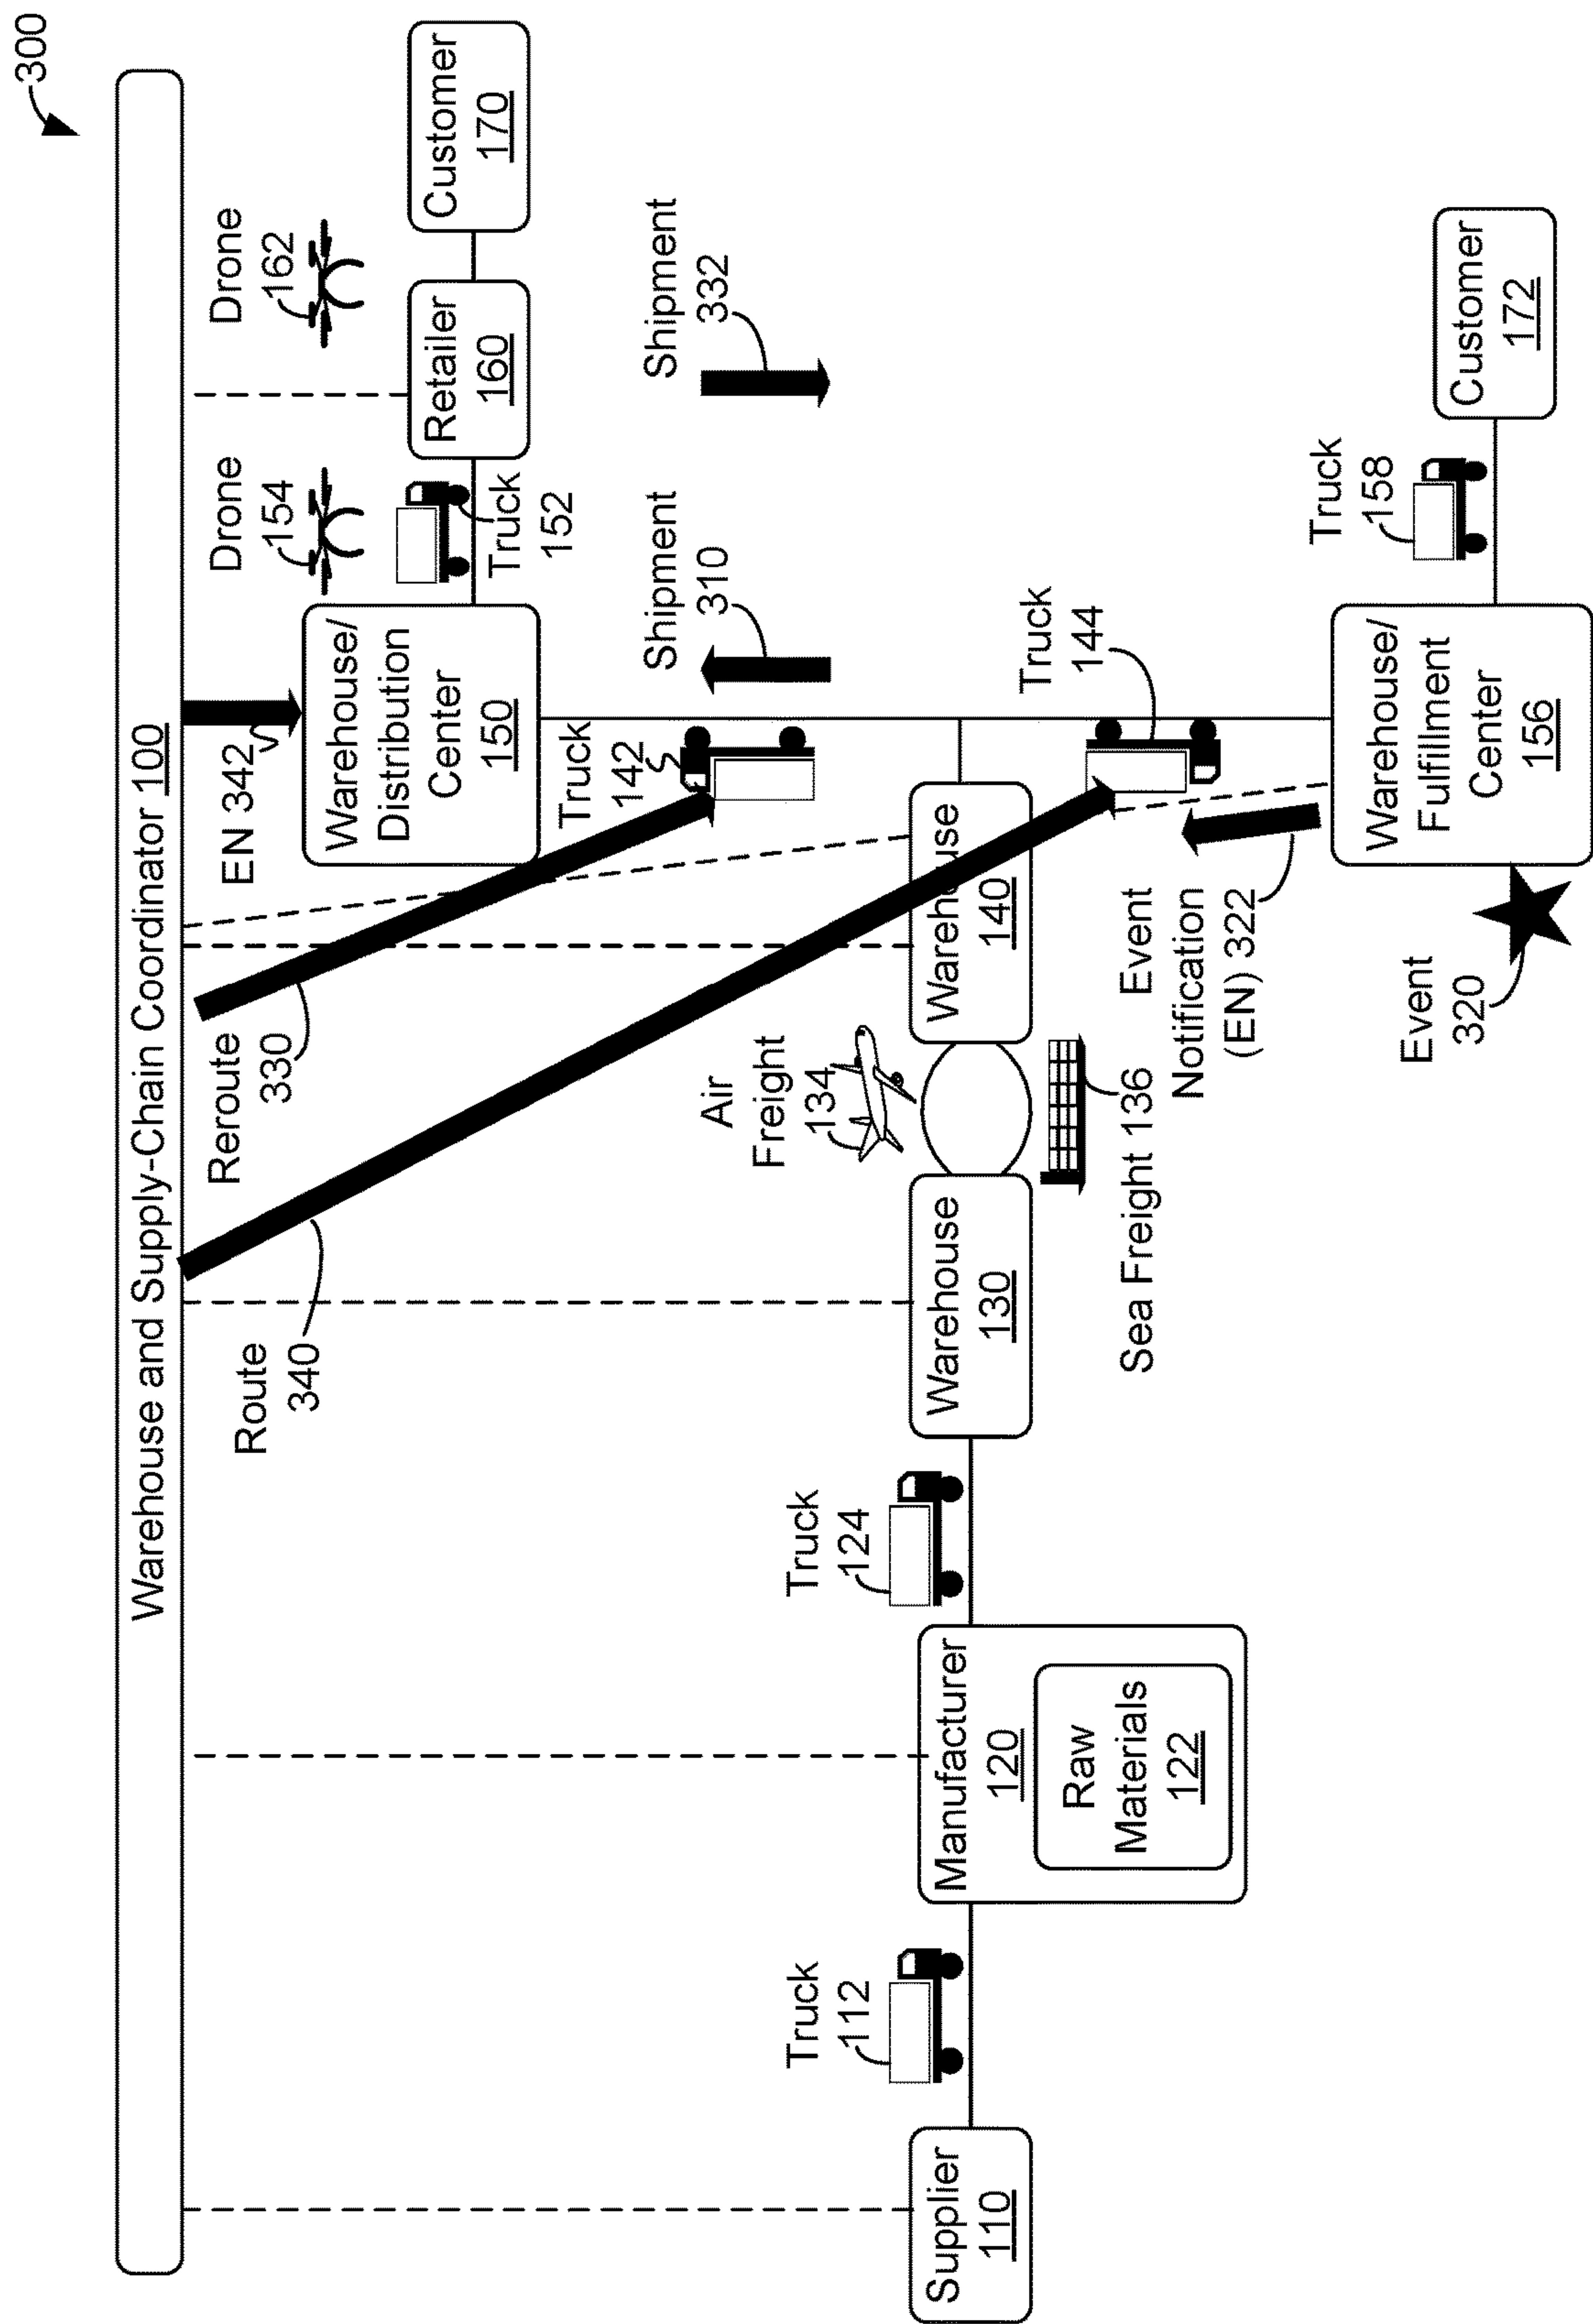 300
Warehouse and Supply-Chain Coordinator 100
Route
340
Reroute
330
EN 342
Drone
154
Drone
162
Warehouse/
Distribution
Center
150
Truck
152
Retailer
160
Customer
170
Truck
142
Shipment
310
Shipment
332
Air
Freight
134
Supplier
110
Truck
112
Manufacturer
120
Raw
Materials
122
Truck
124
Warehouse
130
Sea Freight 136
Warehouse
140
Truck
144
Event
Notification
(EN) 322
Event
320
Warehouse/
Fulfillment
Center
156
Truck
158
Customer
172